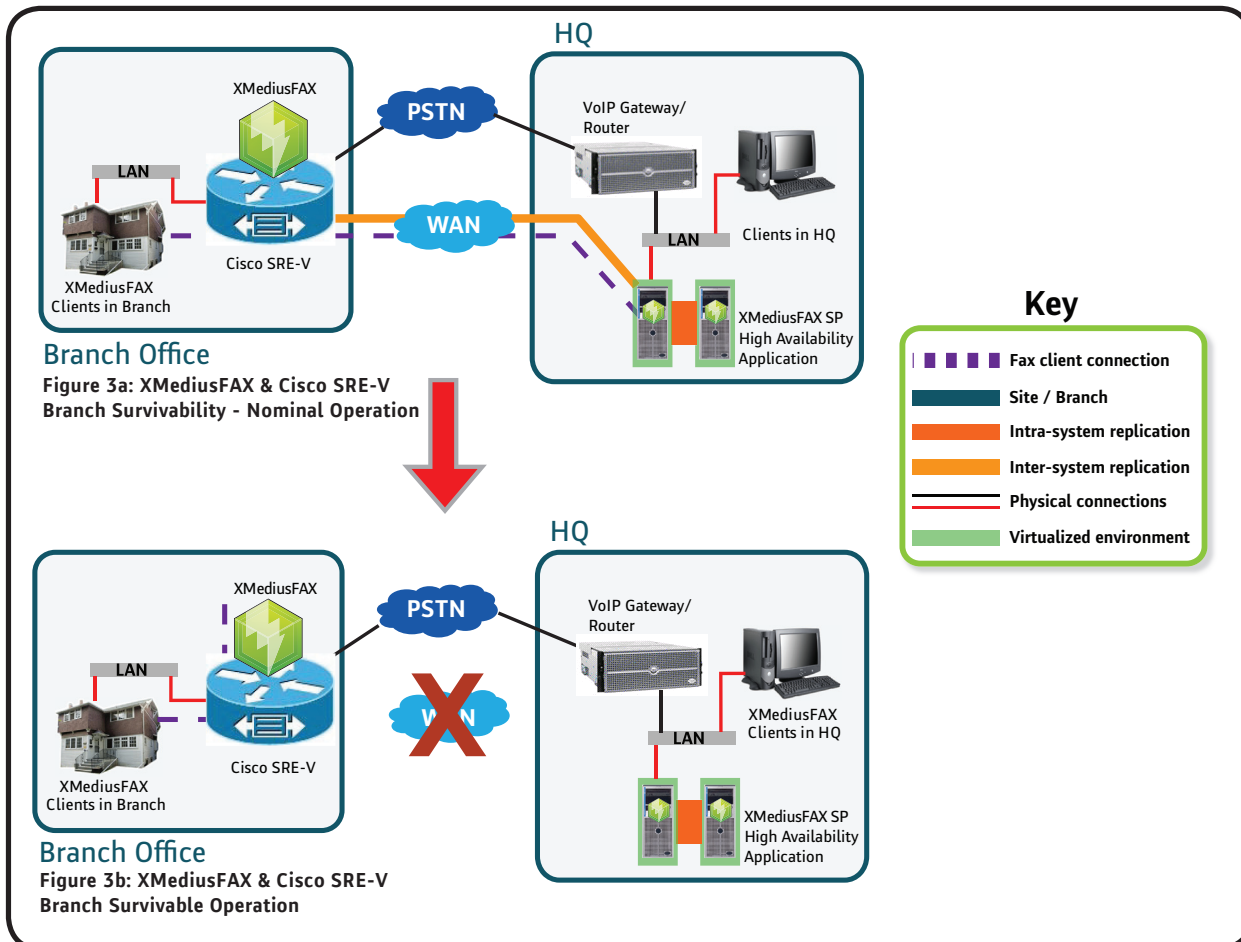 HQ
XMediusFAX
PSTN
VoIP Gateway/
Router
LAN
WAN
Cisco SRE-V
XMediusFAX
Clients in Branch
LAN
Clients in HQ
XMediusFAX SP
High Availability
Application
Branch Office
Figure 3a: XMediusFAX & Cisco SRE-V
Branch Survivability - Nominal Operation
Key
Fax client connection
Site / Branch
Intra-system replication
Inter-system replication
Physical connections
Virtualized environment
HQ
XMediusFAX
PSTN
VoIP Gateway/
Router
LAN
WAN
Cisco SRE-V
XMediusFAX
Clients in Branch
LAN
XMediusFAX
Clients in HQ
XMediusFAX SP
High Availability
Application
Branch Office
Figure 3b: XMediusFAX & Cisco SRE-V
Branch Survivable Operation